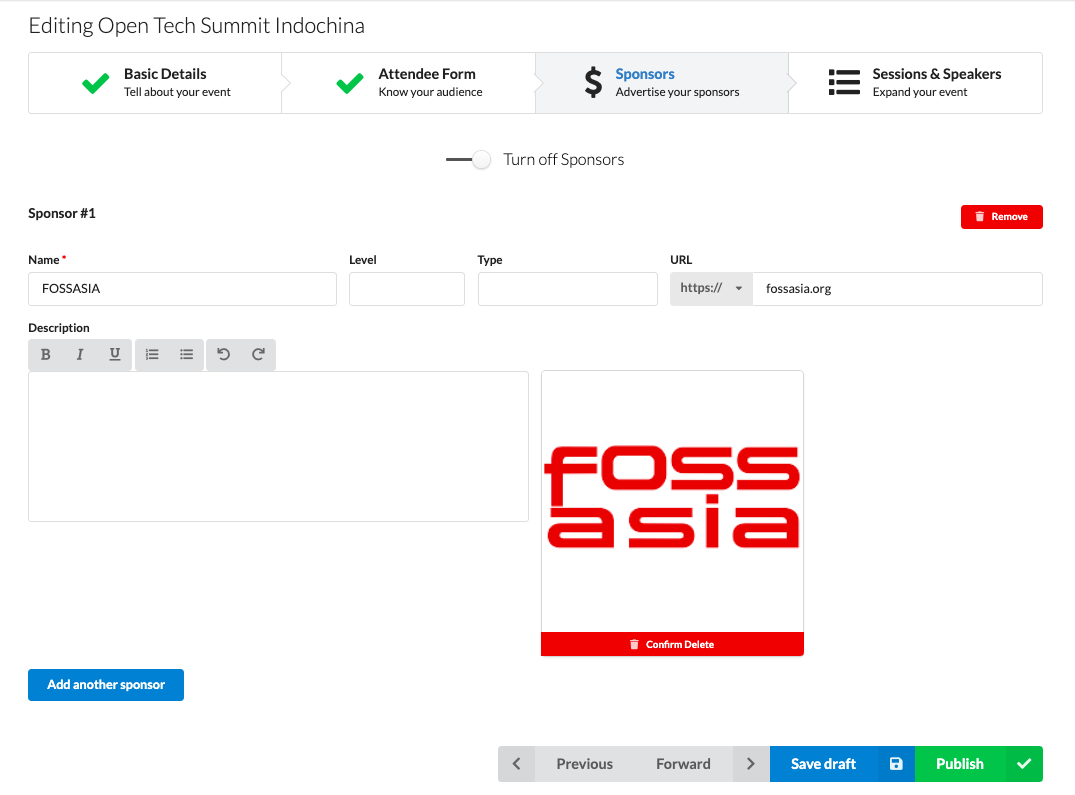 Editing Open Tech Summit Indochina
Basic Details
Tell about your event
Attendee Form
Know your audience
$
Sponsors
Advertise your sponsors
Sessions & Speakers
Expand your event
Turn off Sponsors
Sponsor #1
Remove
Name *
Level
Type
URL
FOSSASIA
https://
fossasia.org
Description
B I U
foss
asia
Confirm Delete
Add another sponsor
Previous
Forward
Save draft
Publish